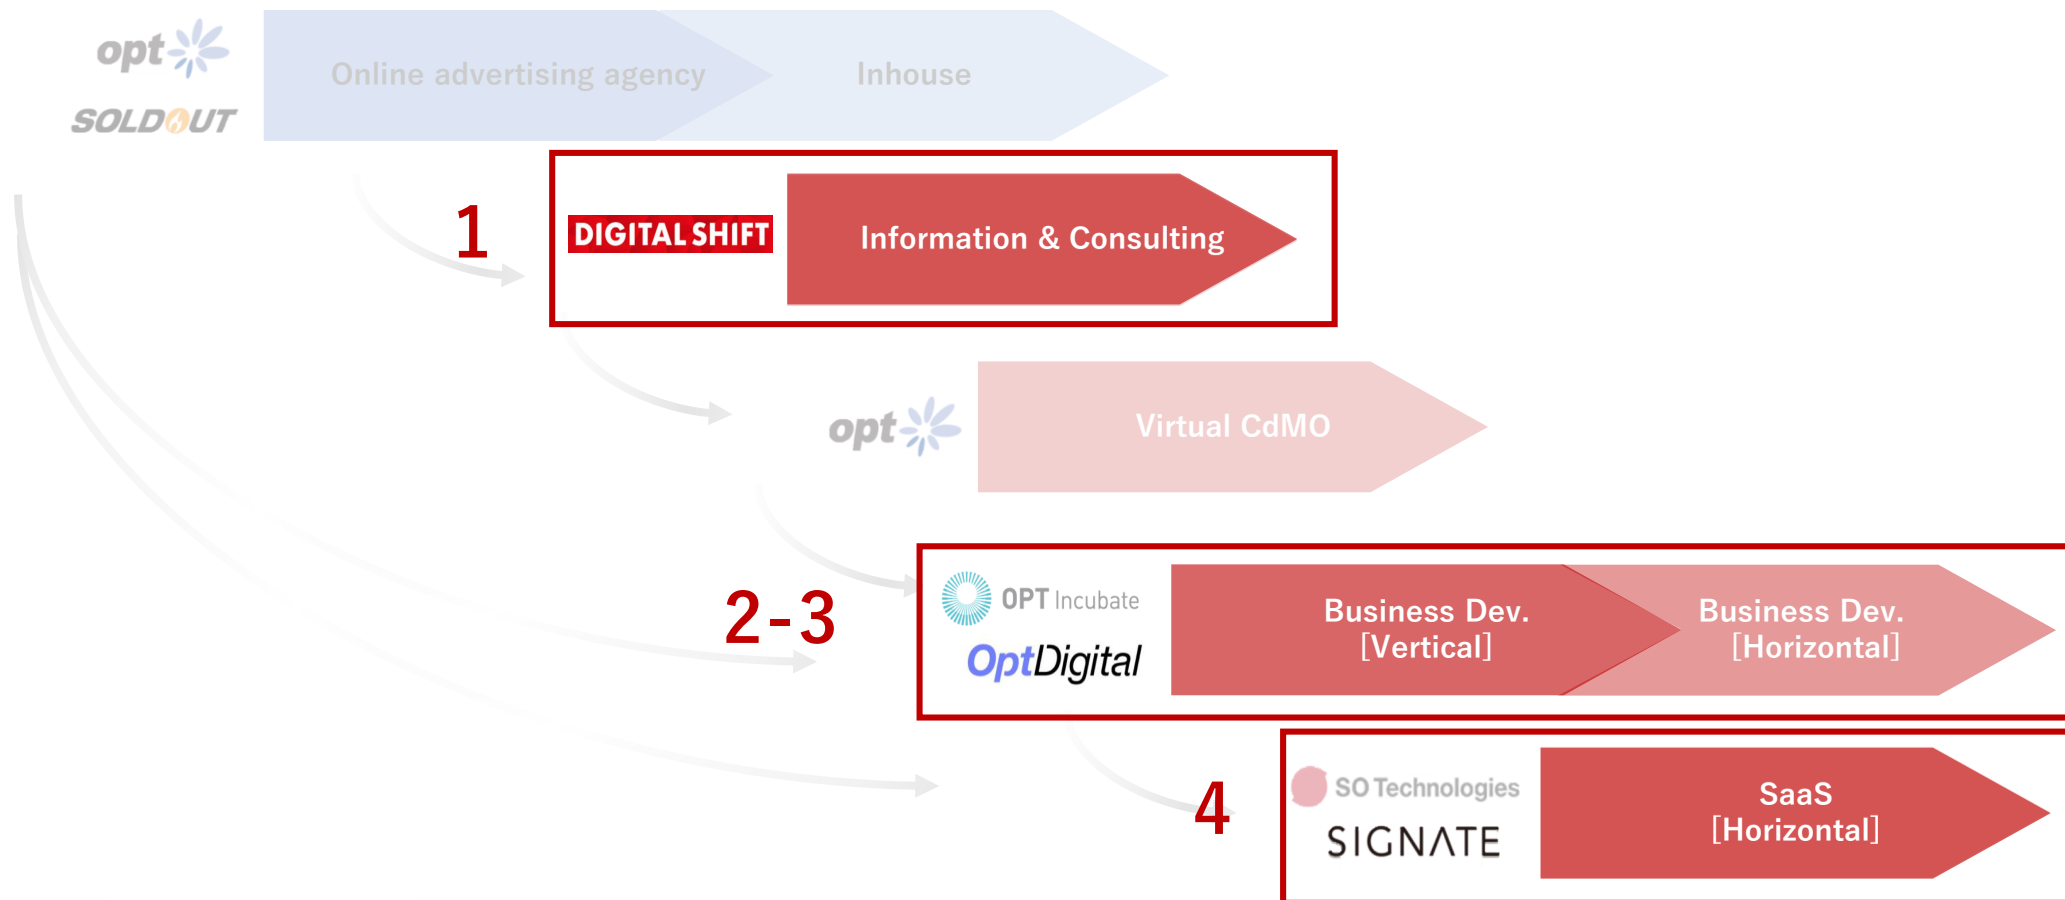 opt
SOLDOUT
Online advertising agency
Inhouse
1
DIGITAL SHIFT
Information & Consulting
opt
Virtual CdMO
2-3
OPT Incubate
OptDigital
Business Dev.
[Vertical]
Business Dev.
[Horizontal]
4
SO Technologies
SIGNATE
SaaS
[Horizontal]